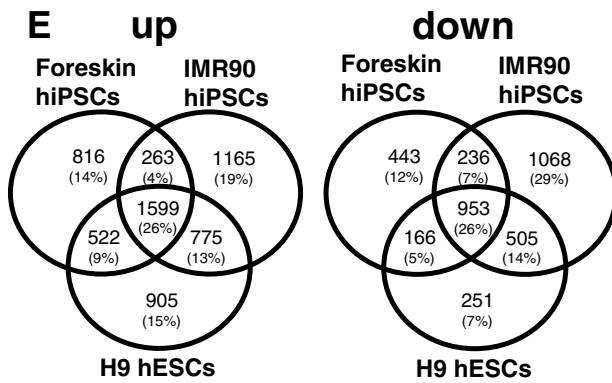 E up down
Foreskin hiPSCs
IMR90 hiPSCs
816 (14%)
263 (4%)
1165 (19%)
1599 (26%)
522 (9%)
775 (13%)
905 (15%)
H9 hESCs
Foreskin hiPSCs
IMR90 hiPSCs
443 (12%)
236 (7%)
1068 (29%)
953 (26%)
166 (5%)
505 (14%)
251 (7%)
H9 hESCs